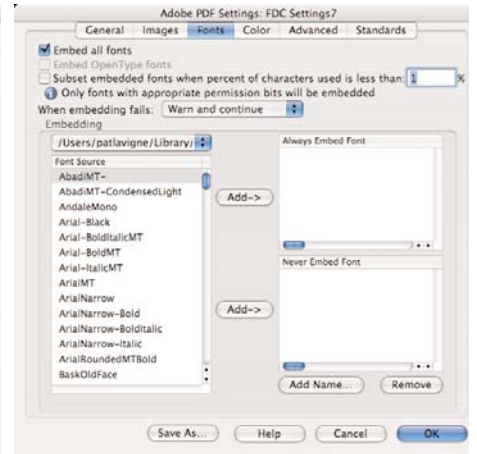 Adobe PDF Settings: FDC Settings7
General Images Fonts Color Advanced Standards
Embed all fonts
Embed OpenType fonts
Subset embedded fonts when percent of characters used is less than: 1 %
Only fonts with appropriate permission bits will be embedded
When embedding fails: Warn and continue
Embedding
/Users/patlavigne/Library/
Always Embed Font
Font Source
AbadiMT-
AbadiMT-CondensedLight
Add->
AndaleMono
Arial-Black
Arial-BoldItalicMT
Arial-BoldMT
Arial-ItalicMT
Never Embed Font
ArialMT
ArialNarrow
ArialNarrow-Bold
Add->
ArialNarrow-BoldItalic
ArialNarrow-Italic
ArialRoundedMTBold
BaskOldFace
Add Name... Remove
Save As... Help Cancel OK